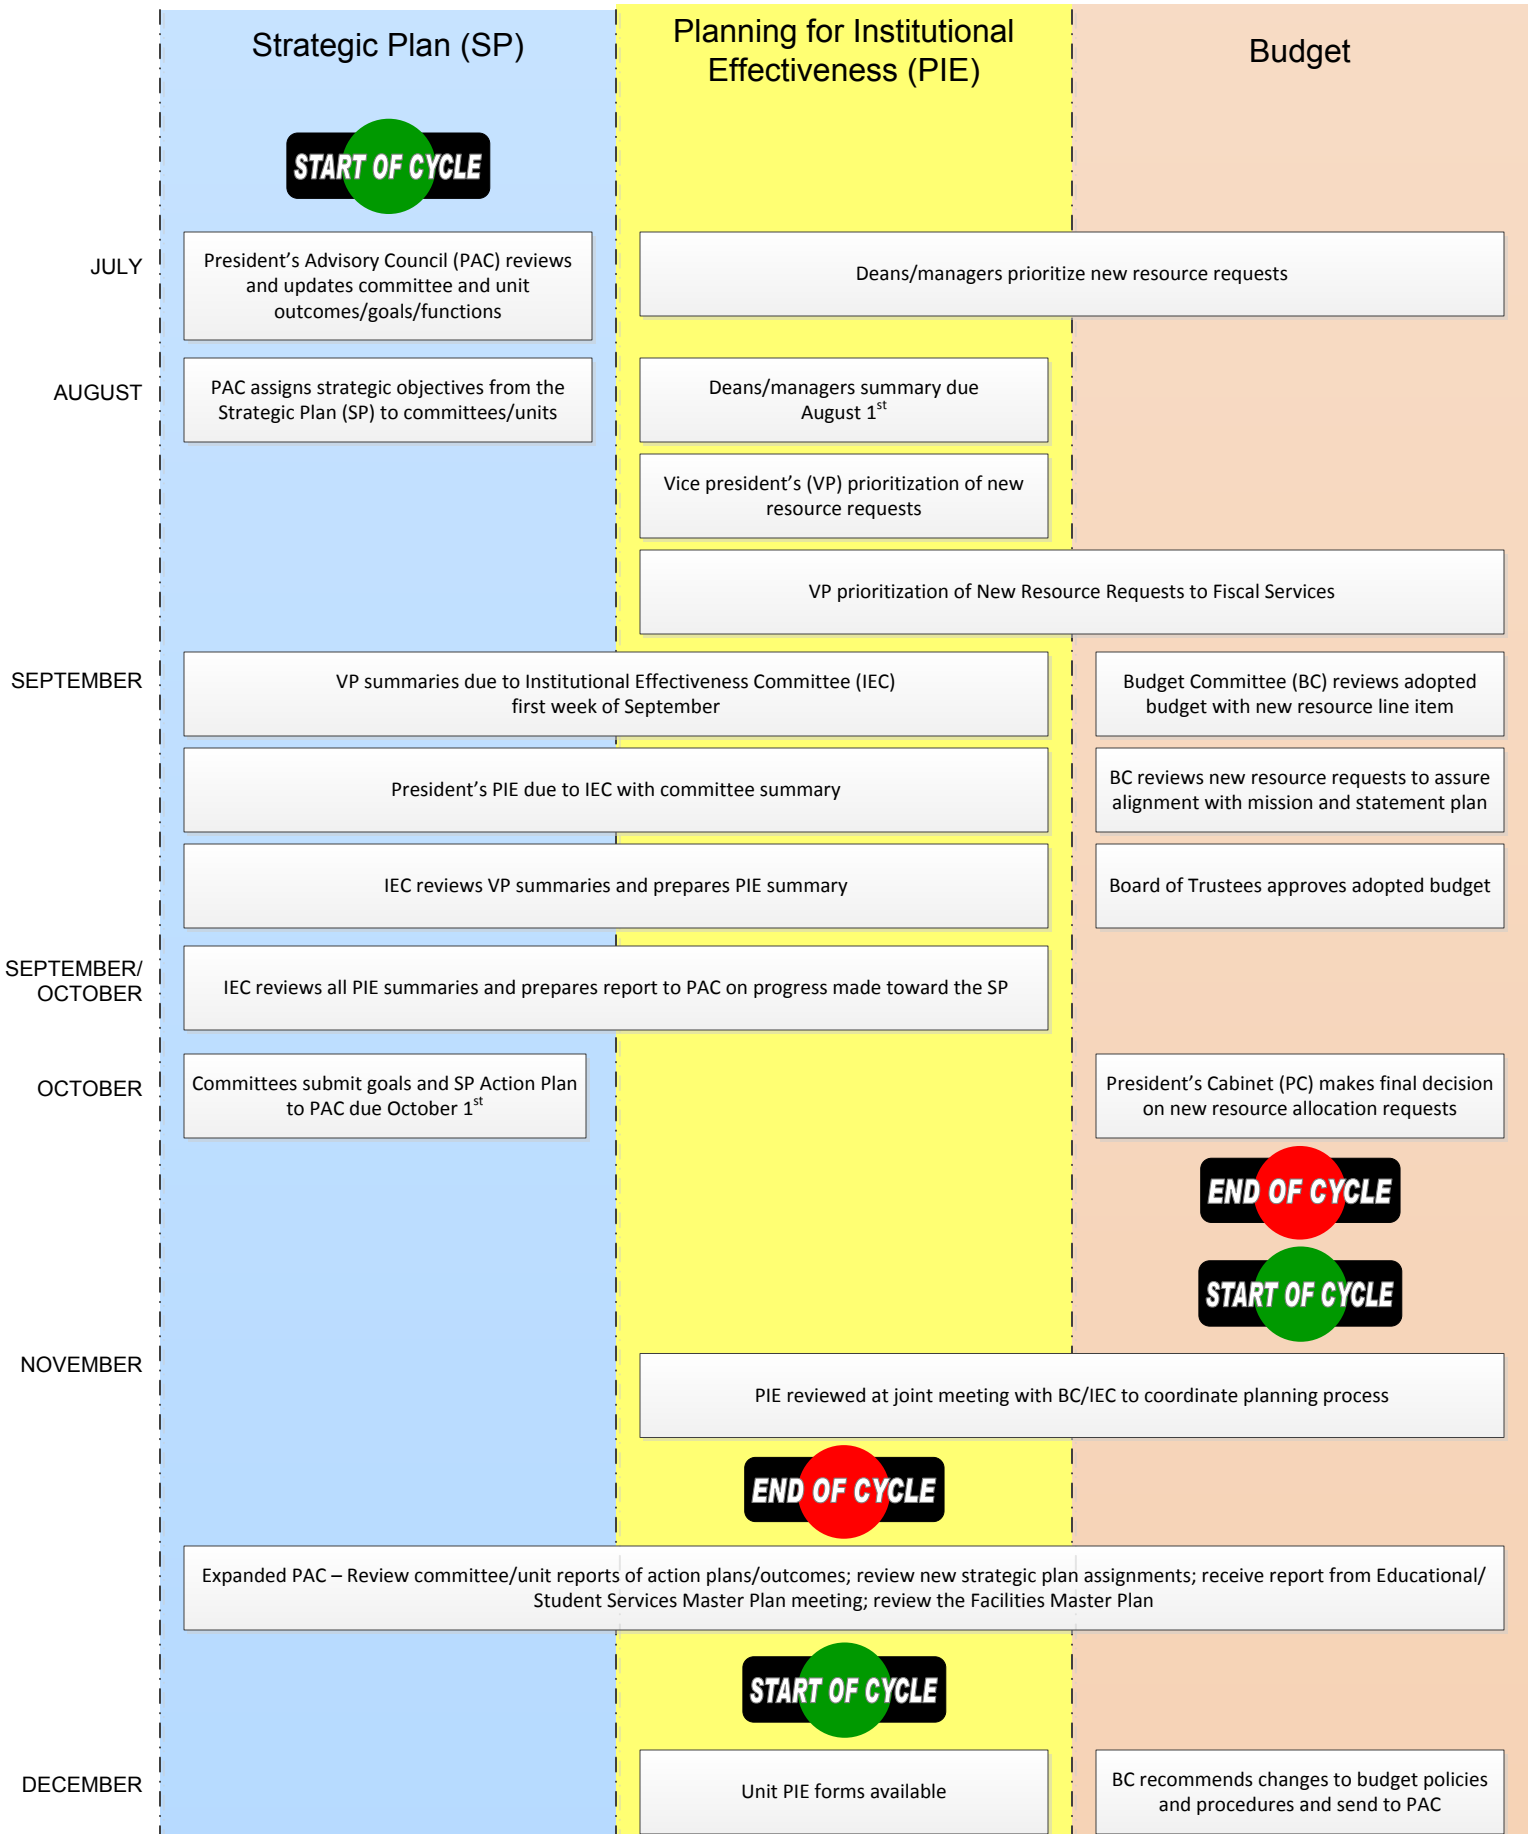 Strategic Plan (SP)
Planning for Institutional
Effectiveness (PIE)
Budget
START OF CYCLE
JULY
President’s Advisory Council (PAC) reviews
and updates committee and unit
outcomes/goals/functions
Deans/managers prioritize new resource requests
AUGUST
PAC assigns strategic objectives from the
Strategic Plan (SP) to committees/units
Deans/managers summary due
August 1st
Vice president’s (VP) prioritization of new
resource requests
VP prioritization of New Resource Requests to Fiscal Services
SEPTEMBER
VP summaries due to Institutional Effectiveness Committee (IEC)
first week of September
Budget Committee (BC) reviews adopted
budget with new resource line item
President’s PIE due to IEC with committee summary
BC reviews new resource requests to assure
alignment with mission and statement plan
IEC reviews VP summaries and prepares PIE summary
Board of Trustees approves adopted budget
SEPTEMBER/
OCTOBER
IEC reviews all PIE summaries and prepares report to PAC on progress made toward the SP
OCTOBER
Committees submit goals and SP Action Plan
to PAC due October 1st
President’s Cabinet (PC) makes final decision
on new resource allocation requests
END OF CYCLE
START OF CYCLE
NOVEMBER
PIE reviewed at joint meeting with BC/IEC to coordinate planning process
END OF CYCLE
Expanded PAC – Review committee/unit reports of action plans/outcomes; review new strategic plan assignments; receive report from Educational/
Student Services Master Plan meeting; review the Facilities Master Plan
START OF CYCLE
DECEMBER
Unit PIE forms available
BC recommends changes to budget policies
and procedures and send to PAC